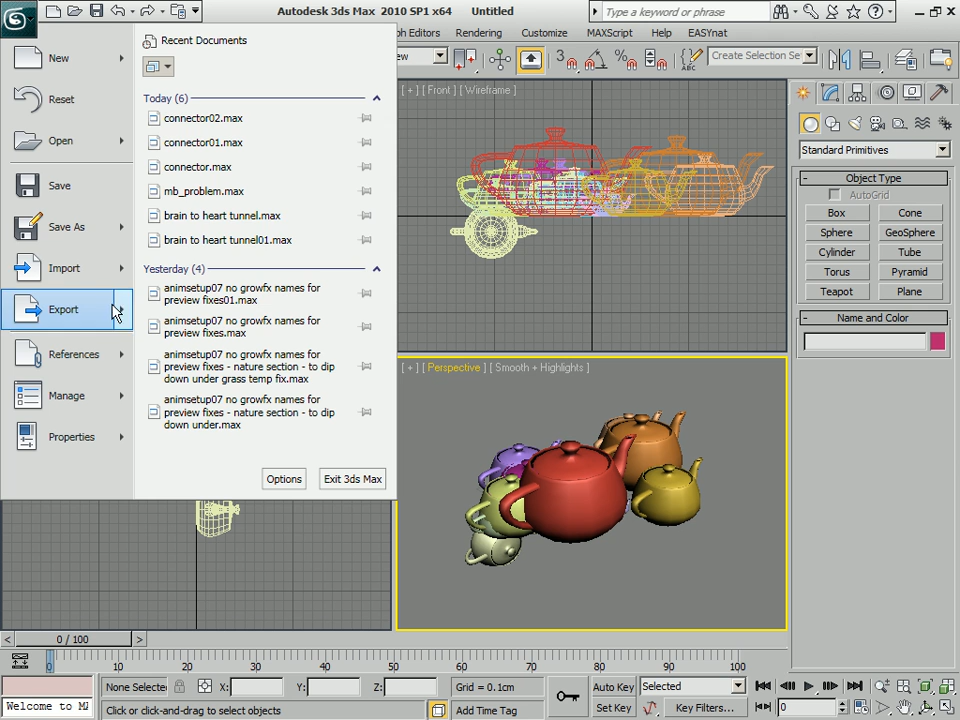 Autodesk 3ds Max 2010 SP1 x64 Untitled
Type a keyword or phrase
ph Editors Rendering Customize MAXScript Help EASYnat
ew
3
Create Selection Se
New
Reset
Open
Save
Save As
Import
Export
References
Manage
Properties
Recent Documents
Today (6)
connector02.max
connector01.max
connector.max
mb_problem.max
brain to heart tunnel.max
brain to heart tunnel01.max
Yesterday (4)
animsetup07 no growfx names for
preview fixes01.max
animsetup07 no growfx names for
preview fixes.max
animsetup07 no growfx names for
preview fixes - nature section - to dip
down under grass temp fix.max
animsetup07 no growfx names for
preview fixes - nature section - to dip
down under.max
Options
Exit 3ds Max
[ + ] [ Front ] [ Wireframe ]
[ + ] [ Perspective ] [ Smooth + Highlights ]
Standard Primitives
- Object Type
AutoGrid
Box Cone
Sphere GeoSphere
Cylinder Tube
Torus Pyramid
Teapot Plane
- Name and Color
< 0 / 100 >
0 10 20 30 40 50 60 70 80 90 100
None Selecte X: Y: Z: Grid = 0.1cm
Auto Key Selected
Welcome to MA
Click or click-and-drag to select objects
Add Time Tag
Set Key Key Filters... 0